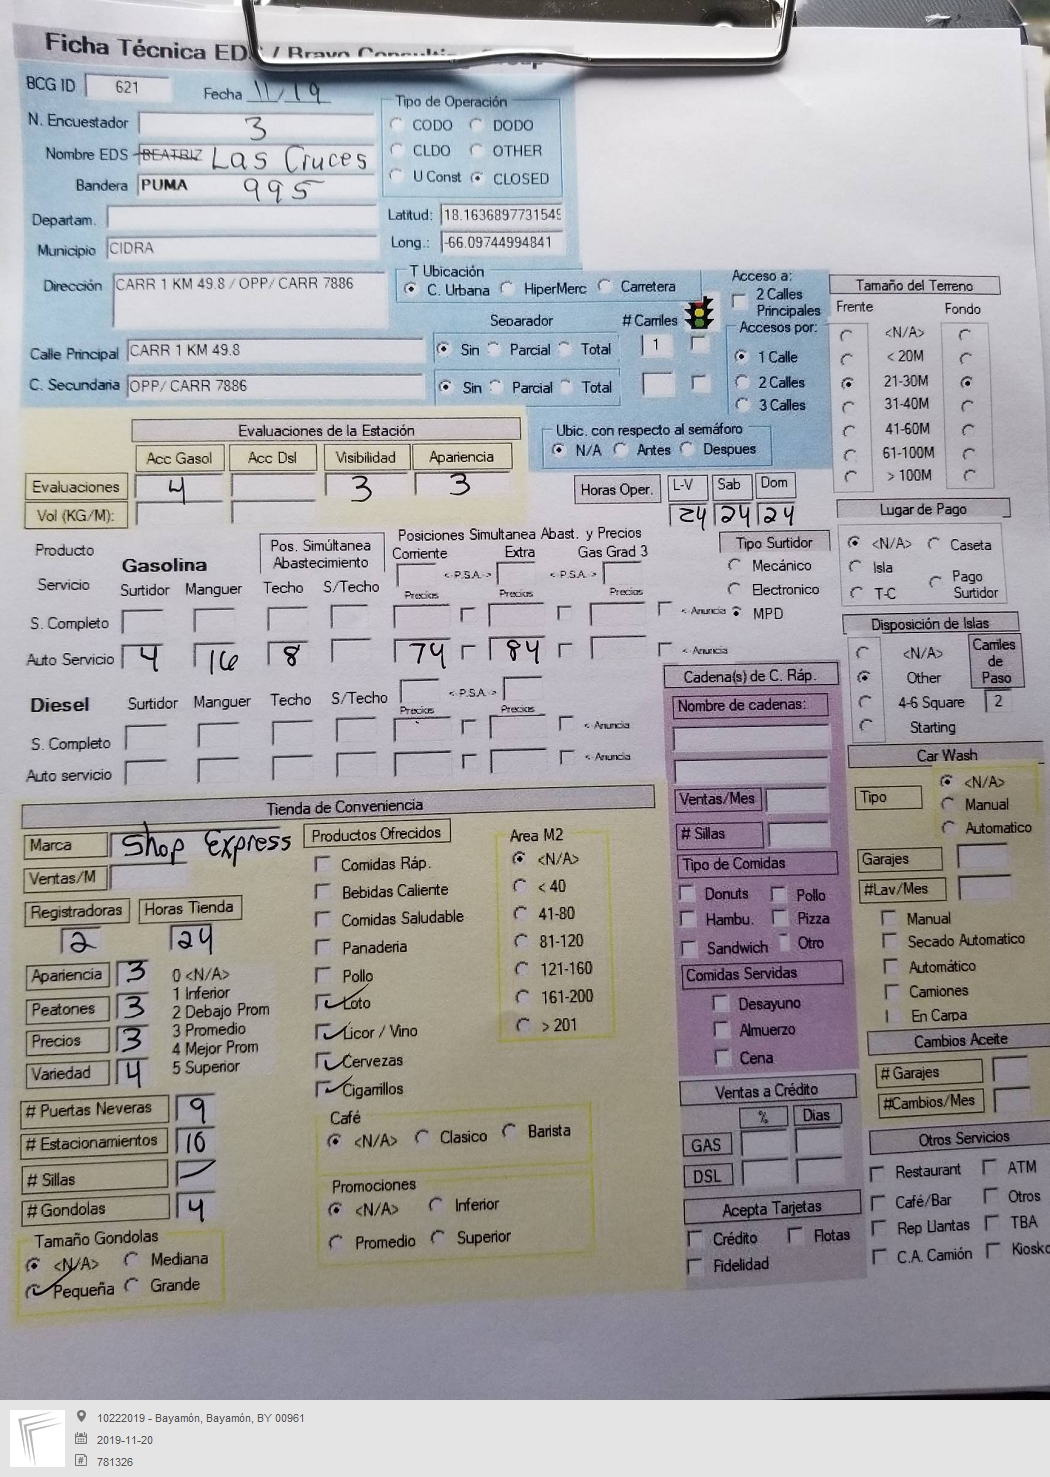 Ficha Técnica EDS / Bravo Consulting Group
BCG ID 621 Fecha 11/19
N. Encuestador 3
Nombre EDS BEATRIZ Las Cruces
Bandera PUMA 995
Departam.
Municipio CIDRA
Dirección CARR 1 KM 49.8 / OPP/ CARR 7886
Calle Principal CARR 1 KM 49.8
C. Secundaria OPP/ CARR 7886
Tipo de Operación
CODO DODO
CLDO OTHER
U Const CLOSED
Latitud: 18.1636897731549
Long.: -66.09744994841
T Ubicación
C. Urbana HiperMerc Carretera
Separador # Carriles
Sin Parcial Total 1
Sin Parcial Total
Acceso a:
2 Calles
Principales
Accesos por:
1 Calle
2 Calles
3 Calles
Ubic. con respecto al semáforo
N/A Antes Despues
Tamaño del Terreno
Frente Fondo
<N/A>
< 20M
21-30M
31-40M
41-60M
61-100M
> 100M
Evaluaciones de la Estación
Acc Gasol Acc Dsl Visibilidad Apariencia
Evaluaciones 4 3 3
Vol (KG/M):
Horas Oper. L-V Sab Dom
24 24 24
Lugar de Pago
<N/A> Caseta
Isla Pago
T-C Surtidor
Producto
Servicio
Gasolina
Surtidor Manguer
Pos. Simúltanea
Abastecimiento
Techo S/Techo
Posiciones Simultanea Abast. y Precios
Corriente Extra Gas Grad 3
<-P.S.A.-> <-P.S.A.->
Precios Precios Precios
S. Completo <- Anuncia
Auto Servicio 4 16 8 74 84 <- Anuncia
Tipo Surtidor
Mecánico
Electronico
MPD
Disposición de Islas
<N/A>
Other
4-6 Square
Starting
Carriles
de
Paso
2
Diesel Surtidor Manguer Techo S/Techo <-P.S.A.->
Precios Precios
S. Completo <- Anuncia
Auto servicio <- Anuncia
Cadena(s) de C. Ráp.
Nombre de cadenas:
Ventas/Mes
# Sillas
Tipo de Comidas
Donuts Pollo
Hambu. Pizza
Sandwich Otro
Comidas Servidas
Desayuno
Almuerzo
Cena
Car Wash
Tipo
<N/A>
Manual
Automatico
Garajes
#Lav/Mes
Manual
Secado Automatico
Automático
Camiones
En Carpa
Cambios Aceite
# Garajes
#Cambios/Mes
Tienda de Conveniencia
Marca Shop Express
Ventas/M
Registradoras Horas Tienda
2 24
Apariencia 3
Peatones 3
Precios 3
Variedad 4
0 <N/A>
1 Inferior
2 Debajo Prom
3 Promedio
4 Mejor Prom
5 Superior
# Puertas Neveras 9
# Estacionamientos 10
# Sillas
# Gondolas 4
Tamaño Gondolas
<N/A> Mediana
Pequeña Grande
Productos Ofrecidos
Comidas Ráp.
Bebidas Caliente
Comidas Saludable
Panaderia
Pollo
Loto
Licor / Vino
Cervezas
Cigarrillos
Area M2
<N/A>
< 40
41-80
81-120
121-160
161-200
> 201
Café
<N/A> Clasico Barista
Promociones
<N/A> Inferior
Promedio Superior
Ventas a Crédito
% Dias
GAS
DSL
Acepta Tarjetas
Crédito Flotas
Fidelidad
Otros Servicios
Restaurant ATM
Café/Bar Otros
Rep Llantas TBA
C.A. Camión Kiosko
10222019 - Bayamón, Bayamón, BY 00961
2019-11-20
781326